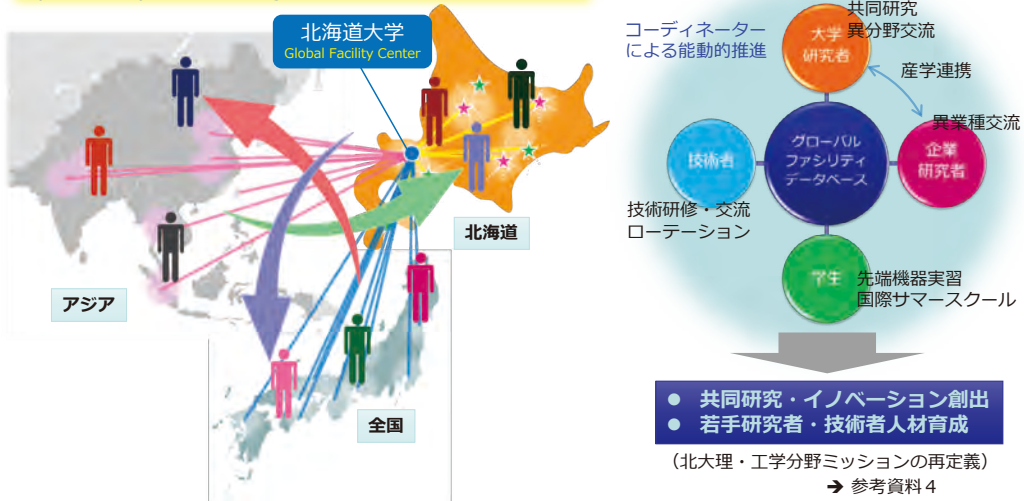 北海道大学
Global Facility Center
北海道
アジア
全国
コーディネーター
による能動的推進
共同研究
異分野交流
大学
研究者
産学連携
異業種交流
企業
研究者
グローバル
ファシリティ
データベース
技術者
技術研修・交流
ローテーション
学生
先端機器実習
国際サマースクール
● 共同研究・イノベーション創出
● 若手研究者・技術者人材育成
（北大理・工学分野ミッションの再定義）
➔ 参考資料４